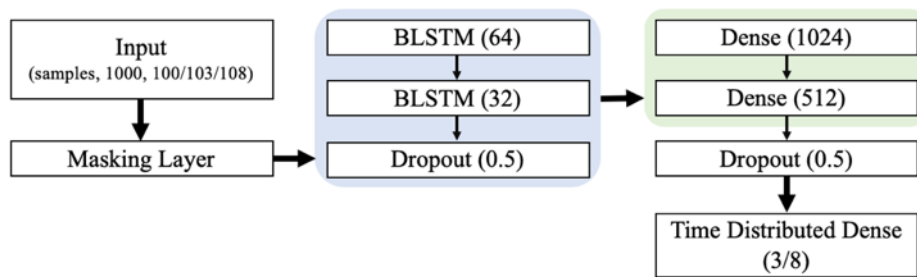 Input
(samples, 1000, 100/103/108)
Masking Layer
BLSTM (64)
BLSTM (32)
Dropout (0.5)
Dense (1024)
Dense (512)
Dropout (0.5)
Time Distributed Dense
(3/8)